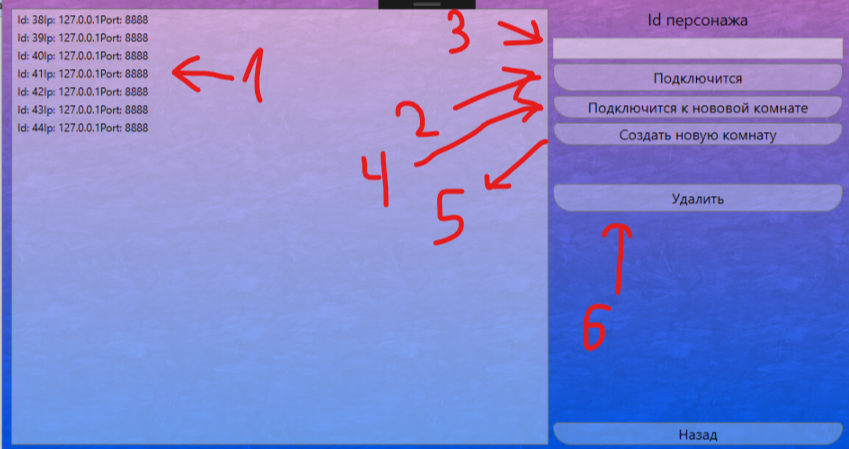 Id: 38Ip: 127.0.0.1Port: 8888
Id: 39Ip: 127.0.0.1Port: 8888
Id: 40Ip: 127.0.0.1Port: 8888
Id: 41Ip: 127.0.0.1Port: 8888
Id: 42Ip: 127.0.0.1Port: 8888
Id: 43Ip: 127.0.0.1Port: 8888
Id: 44Ip: 127.0.0.1Port: 8888
1
3
2
4
5
6
Id персонажа
Подключится
Подключится к нововой комнате
Создать новую комнату
Удалить
Назад